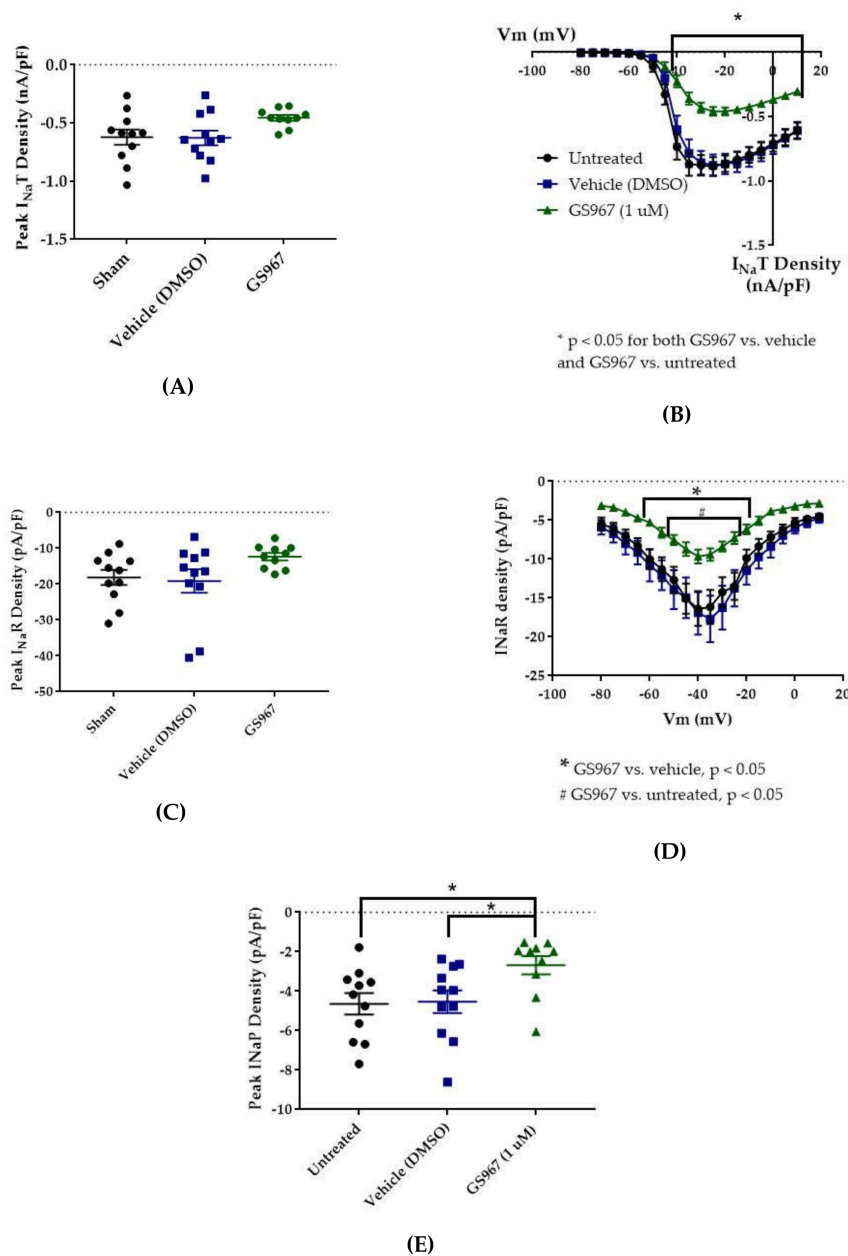 0.0
-0.5
-1.0
-1.5
Peak INaT Density (nA/pF)
Sham
Vehicle (DMSO)
GS967
(A)
*
Vm (mV)
-100 -80 -60 -40 -20 0 20
-0.5
-1.0
-1.5
Untreated
Vehicle (DMSO)
GS967 (1 uM)
INaT Density
(nA/pF)
* p < 0.05 for both GS967 vs. vehicle
and GS967 vs. untreated
(B)
0
-10
-20
-30
-40
-50
Peak INaR Density (pA/pF)
Sham
Vehicle (DMSO)
GS967
(C)
0
-5
-10
-15
-20
-25
INaR density (pA/pF)
*
#
-100 -80 -60 -40 -20 0 20
Vm (mV)
* GS967 vs. vehicle, p < 0.05
# GS967 vs. untreated, p < 0.05
(D)
*
*
0
-2
-4
-6
-8
-10
Peak INaP Density (pA/pF)
Untreated
Vehicle (DMSO)
GS967 (1 uM)
(E)